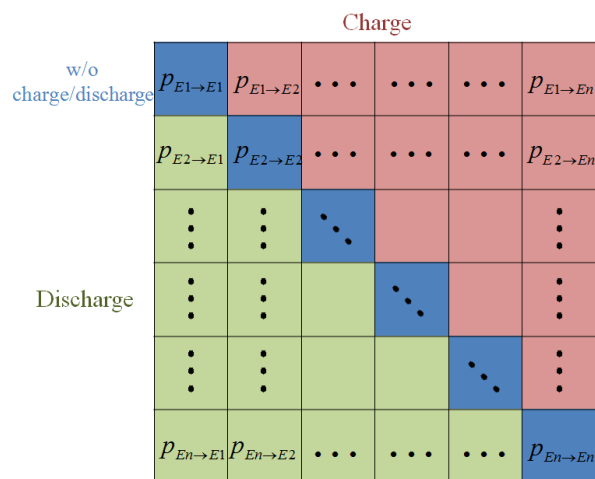 Charge
w/o
charge/discharge
p_{E1→E1} p_{E1→E2} • • • • • • • • • p_{E1→En}
p_{E2→E1} p_{E2→E2} • • • • • • • • • p_{E2→En}
Discharge
p_{En→E1} p_{En→E2} • • • • • • • • • p_{En→En}